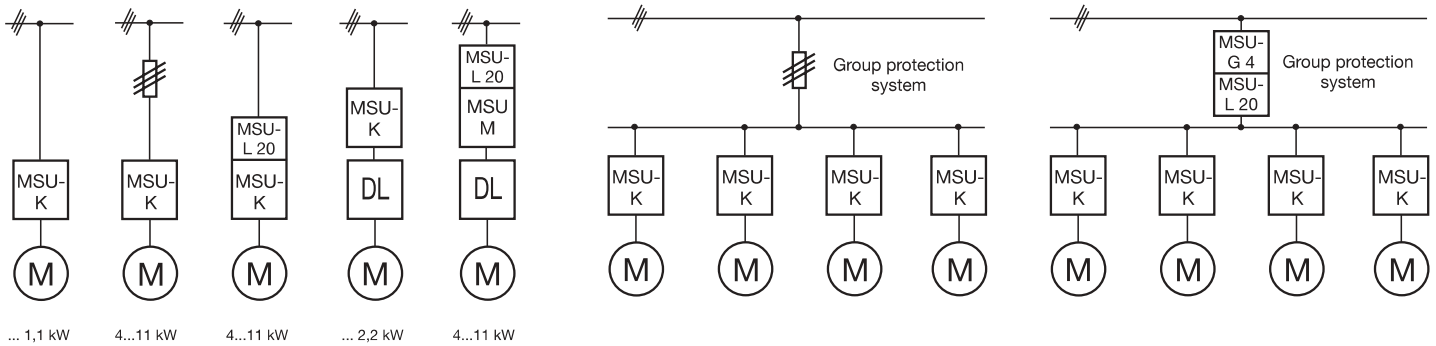 MSU-
K
M
... 1,1 kW
MSU-
K
M
4...11 kW
MSU-
L 20
MSU-
K
M
4...11 kW
MSU-
K
DL
M
... 2,2 kW
MSU-
L 20
MSU
M
DL
M
4...11 kW
Group protection
system
MSU-
K
M
MSU-
K
M
MSU-
K
M
MSU-
K
M
MSU-
G 4
MSU-
L 20
Group protection
system
MSU-
K
M
MSU-
K
M
MSU-
K
M
MSU-
K
M